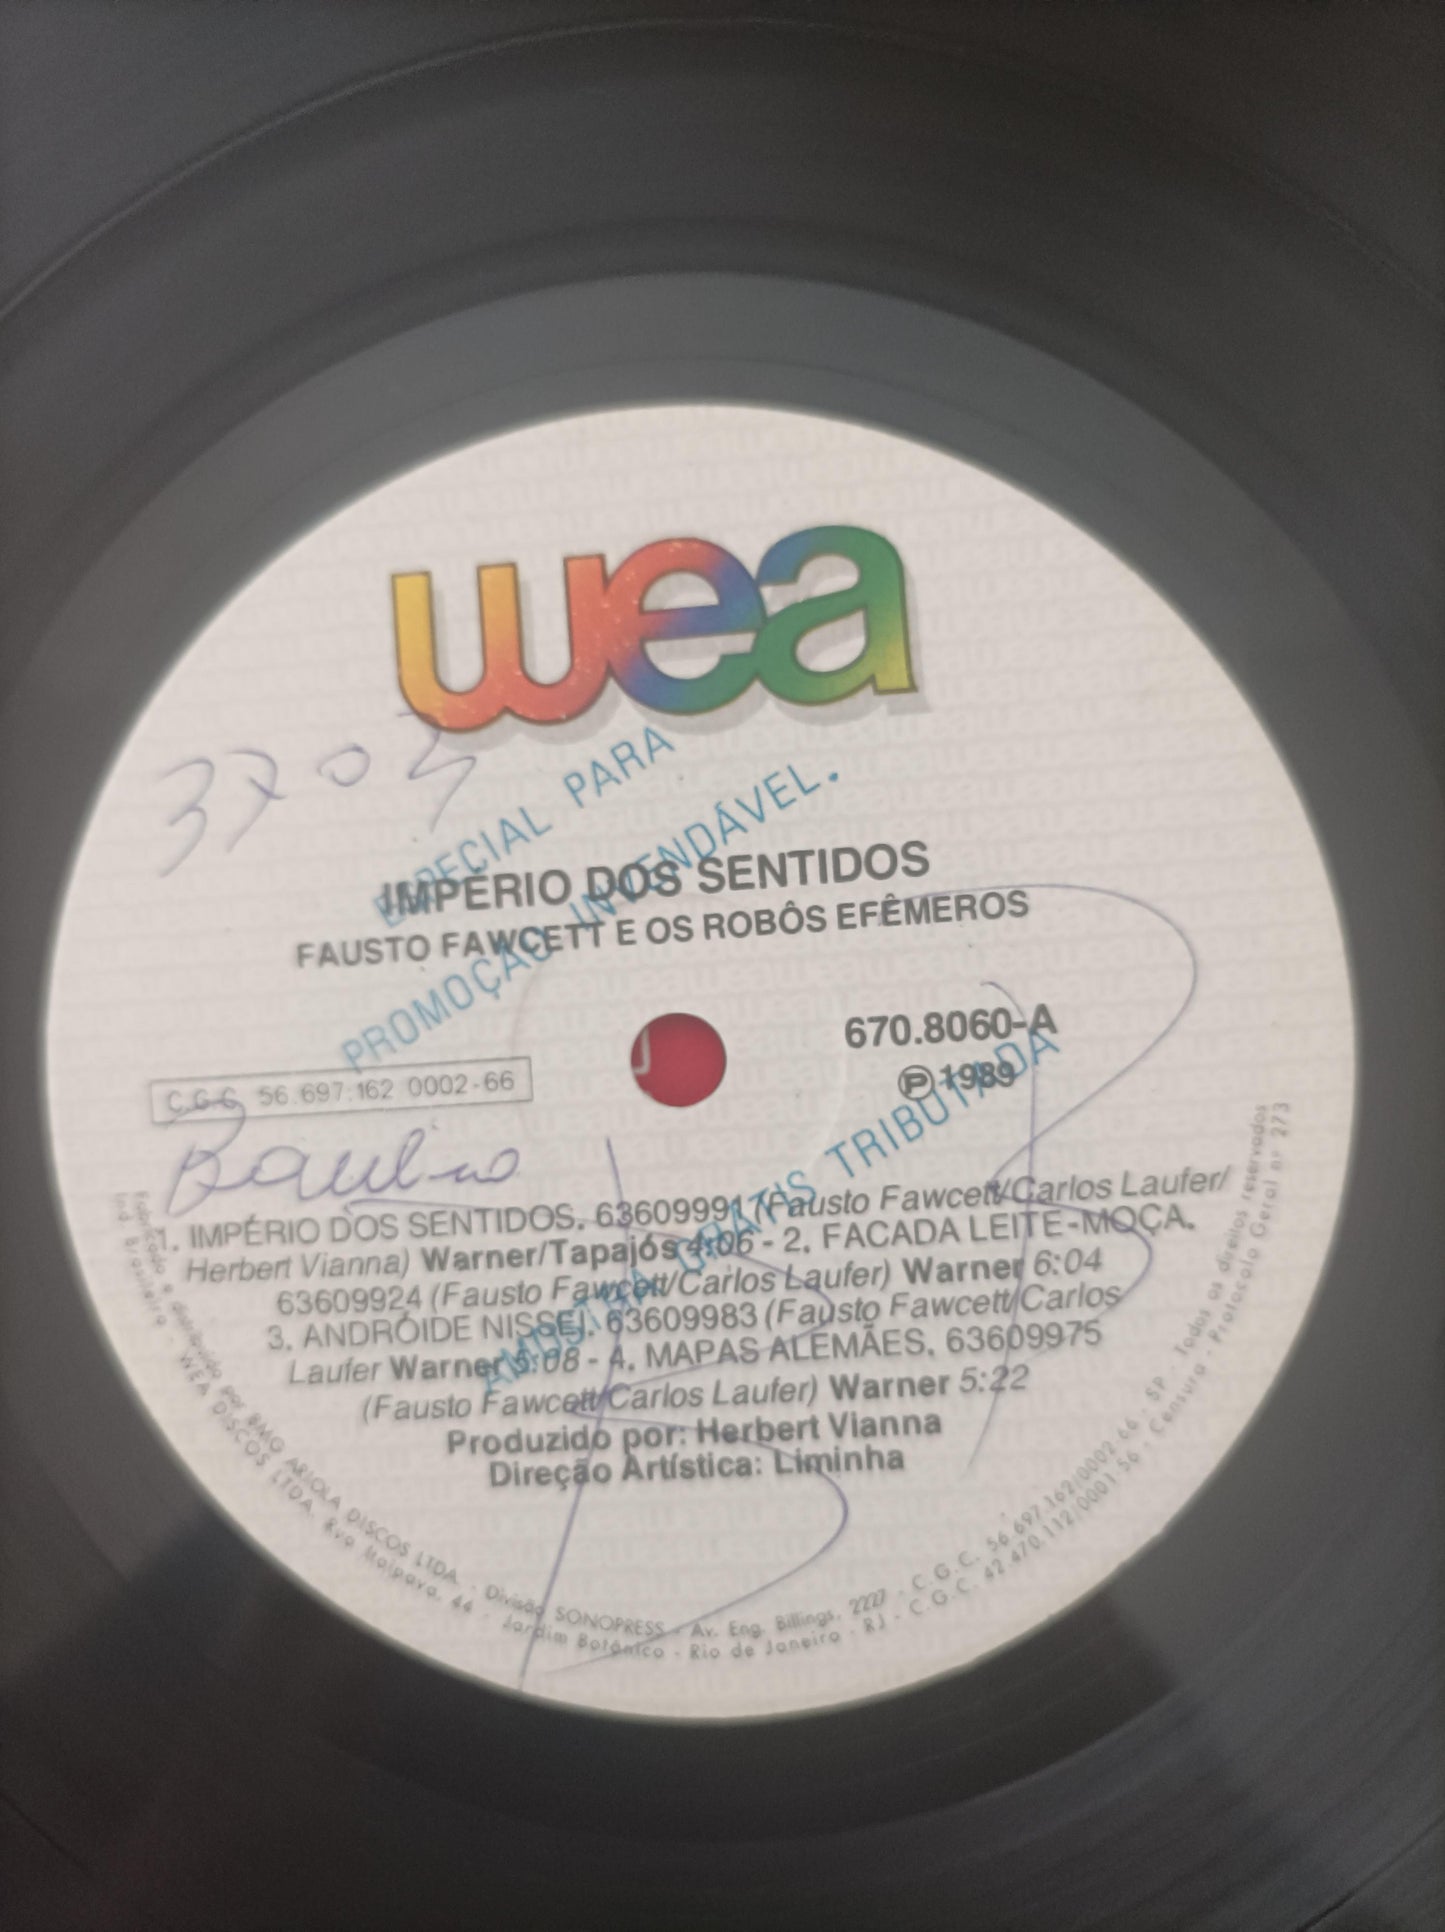 wea
3703
ESPECIAL PARA
PROMOÇÃO INVENDÁVEL.
IMPÉRIO DOS SENTIDOS
FAUSTO FAWCETT E OS ROBÔS EFÊMEROS
670.8060-A
Ⓟ 1989
C.G.C. 56.697.162 0002-66
AMOSTRA GRÁTIS TRIBUTADA
1. IMPÉRIO DOS SENTIDOS. 63609991 (Fausto Fawcett/Carlos Laufer/
Herbert Vianna) Warner/Tapajós 4:06 - 2. FACADA LEITE-MOÇA.
63609924 (Fausto Fawcett/Carlos Laufer) Warner 6:04
3. ANDRÓIDE NISSEI. 63609983 (Fausto Fawcett/Carlos
Laufer Warner 5:08 - 4. MAPAS ALEMÃES. 63609975
(Fausto Fawcett/Carlos Laufer) Warner 5:22
Produzido por: Herbert Vianna
Direção Artística: Liminha
Fabricado e distribuído por BMG ARIOLA DISCOS LTDA. - Divisão SONOPRESS - Av. Eng. Billings, 2227 - C.G.C. 56.697.162/0002-66 - SP - Todos os direitos reservados
Ind. Brasileira - WEA DISCOS LTDA. Rua Itaipava, 44 - Jardim Botânico - Rio de Janeiro - RJ - C.G.C. 42.470.112/0001-56 - Censura - Protocolo Geral nº 273